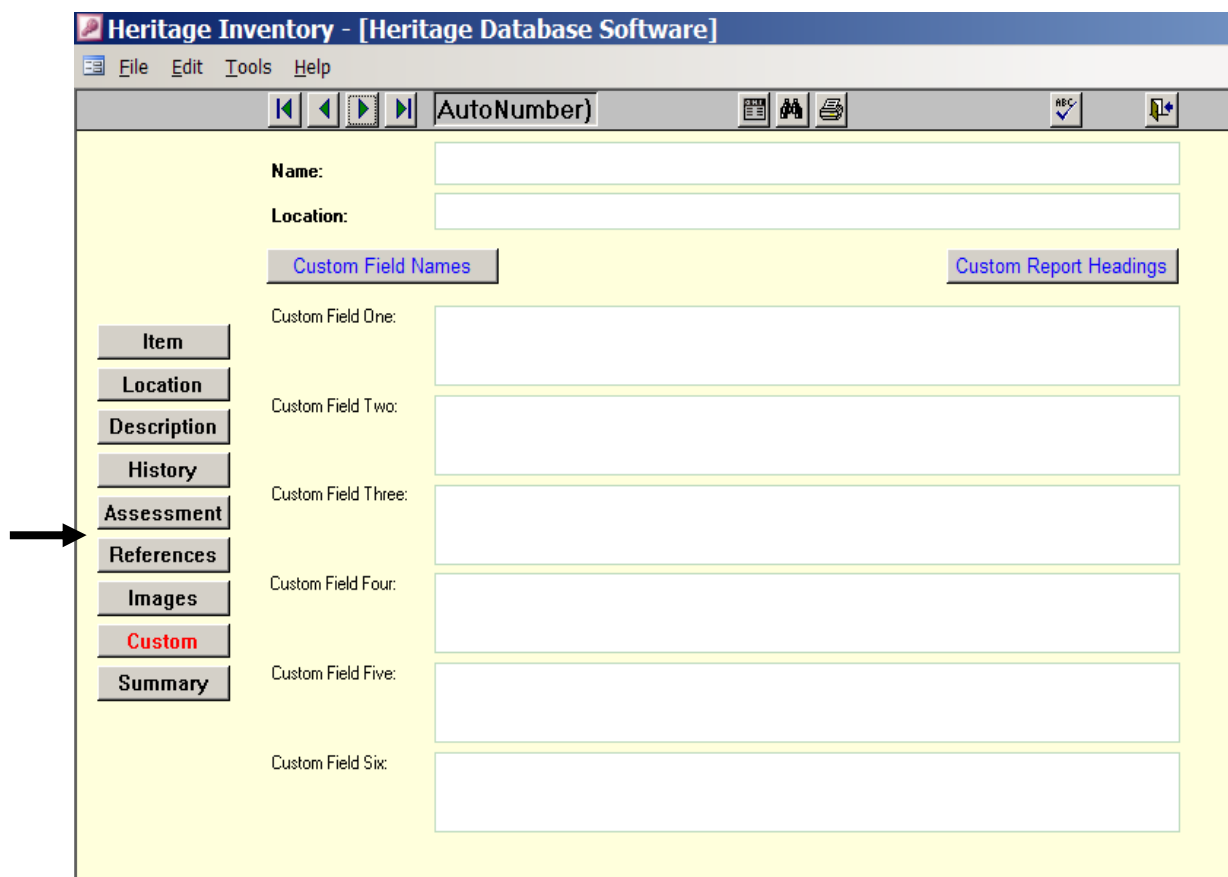 Heritage Inventory - [Heritage Database Software]
File Edit Tools Help
AutoNumber)
ABC
Name:
Location:
Custom Field Names Custom Report Headings
Custom Field One:
Item
Location
Custom Field Two:
Description
History
Custom Field Three:
Assessment
References
Custom Field Four:
Images
Custom
Custom Field Five:
Summary
Custom Field Six: